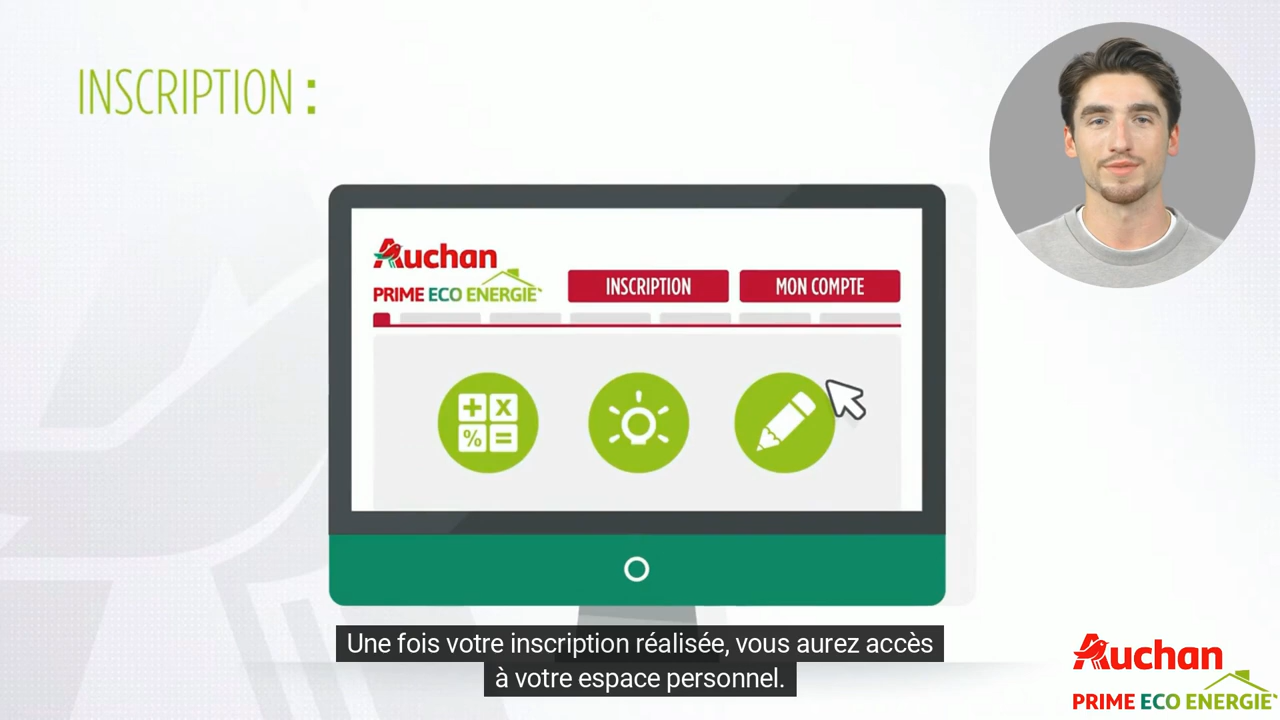 INSCRIPTION :
Auchan
PRIME ECO ENERGIE
INSCRIPTION
MON COMPTE
+ X
% =
Une fois votre inscription réalisée, vous aurez accès
à votre espace personnel.
Auchan
PRIME ECO ENERGIE